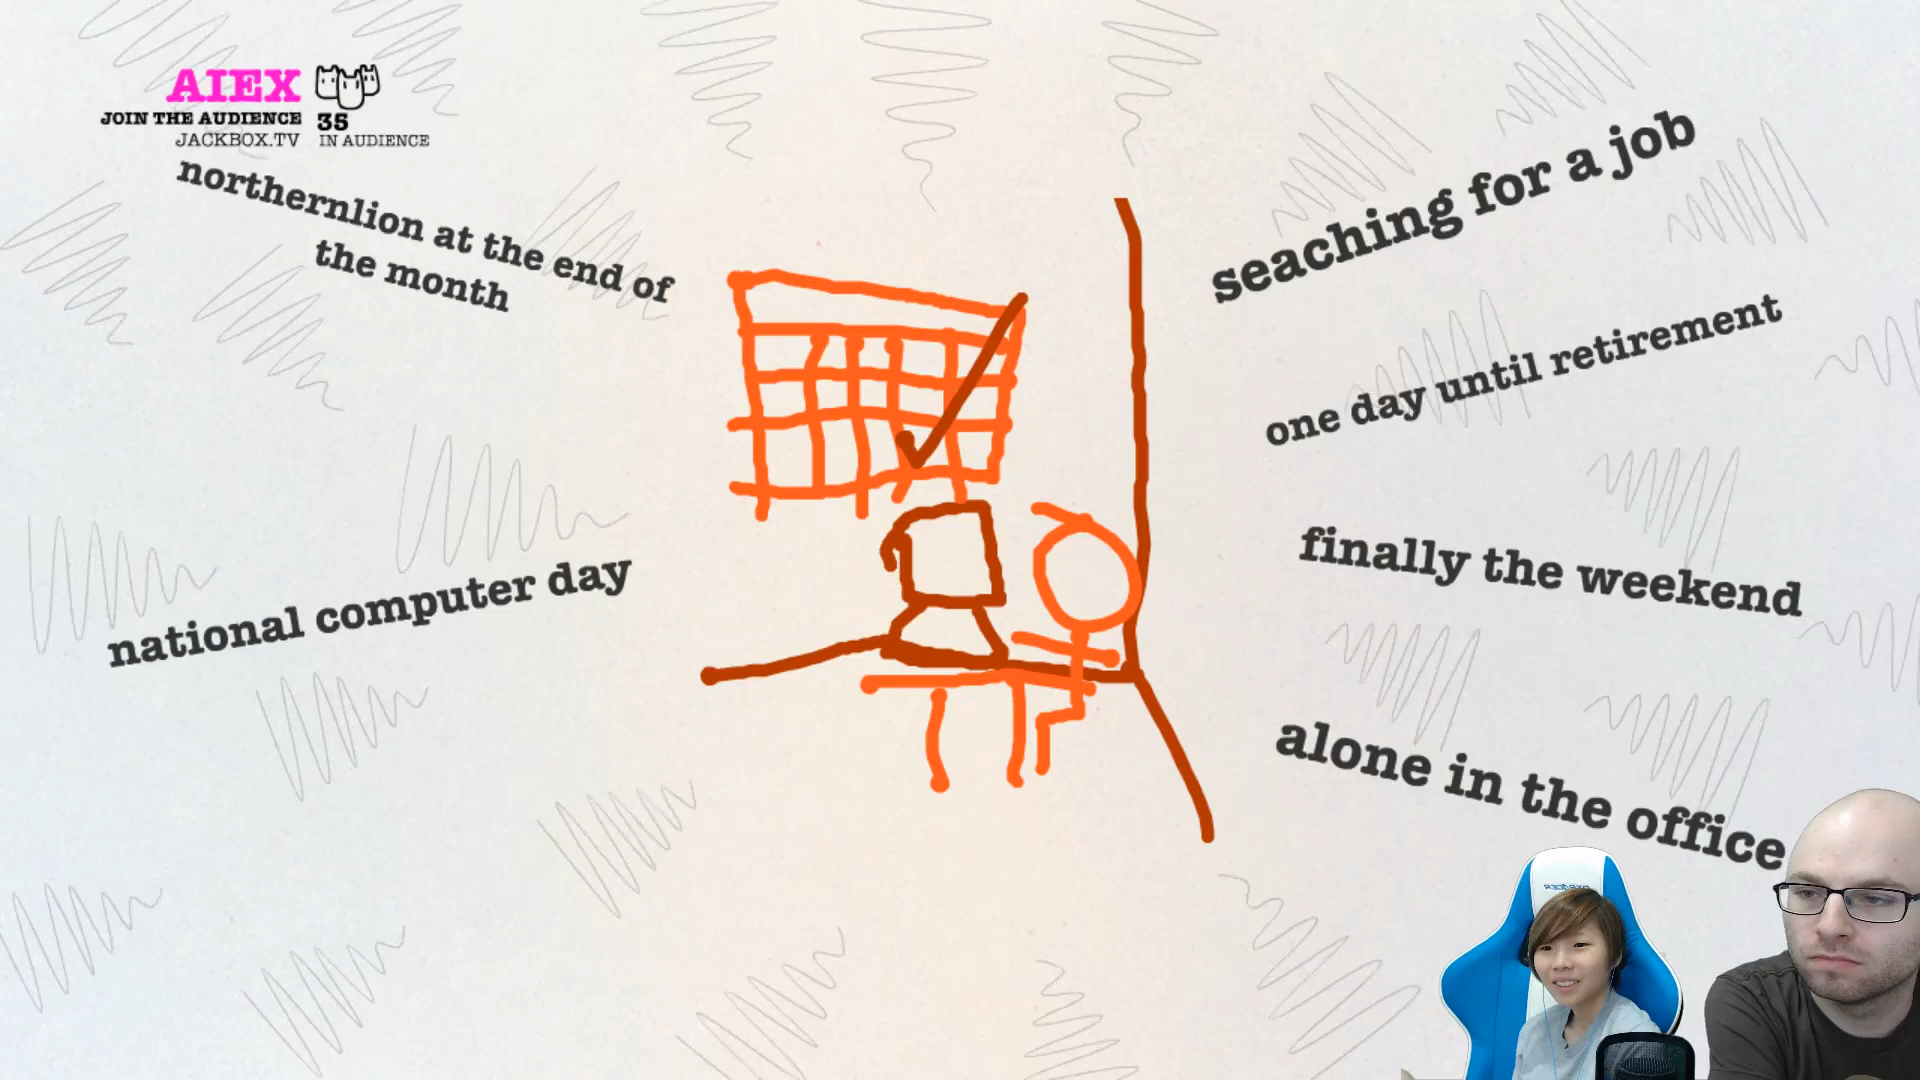 AIEX
JOIN THE AUDIENCE
JACKBOX.TV
35
IN AUDIENCE
northernlion at the end of
the month
national computer day
seaching for a job
one day until retirement
finally the weekend
alone in the office